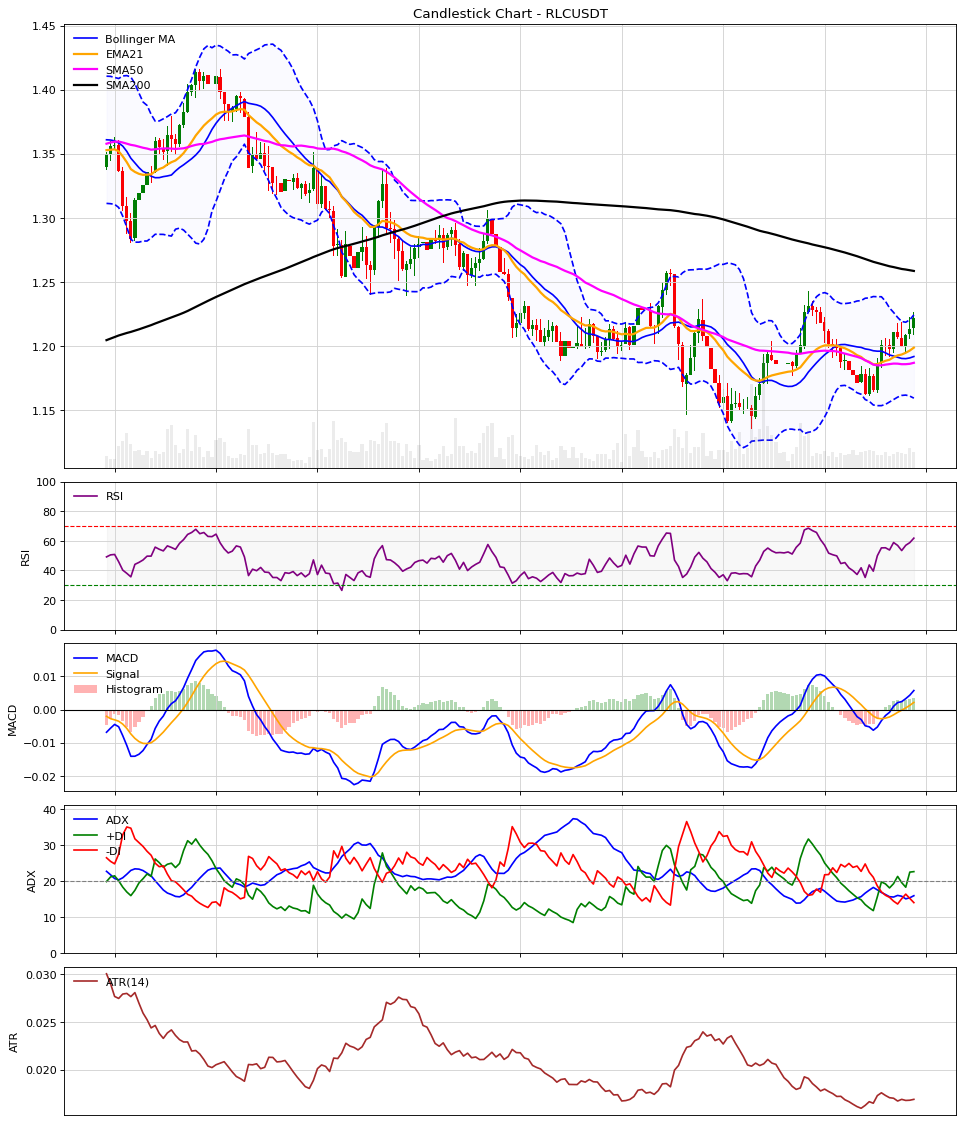 Candlestick Chart - RLCUSDT
1.45
1.40
1.35
1.30
1.25
1.20
1.15
Bollinger MA
EMA21
SMA50
SMA200
100
80
60
40
20
0
RSI
RSI
0.01
0.00
−0.01
−0.02
MACD
MACD
Signal
Histogram
40
30
20
10
0
ADX
ADX
+DI
-DI
0.030
0.025
0.020
ATR
ATR(14)